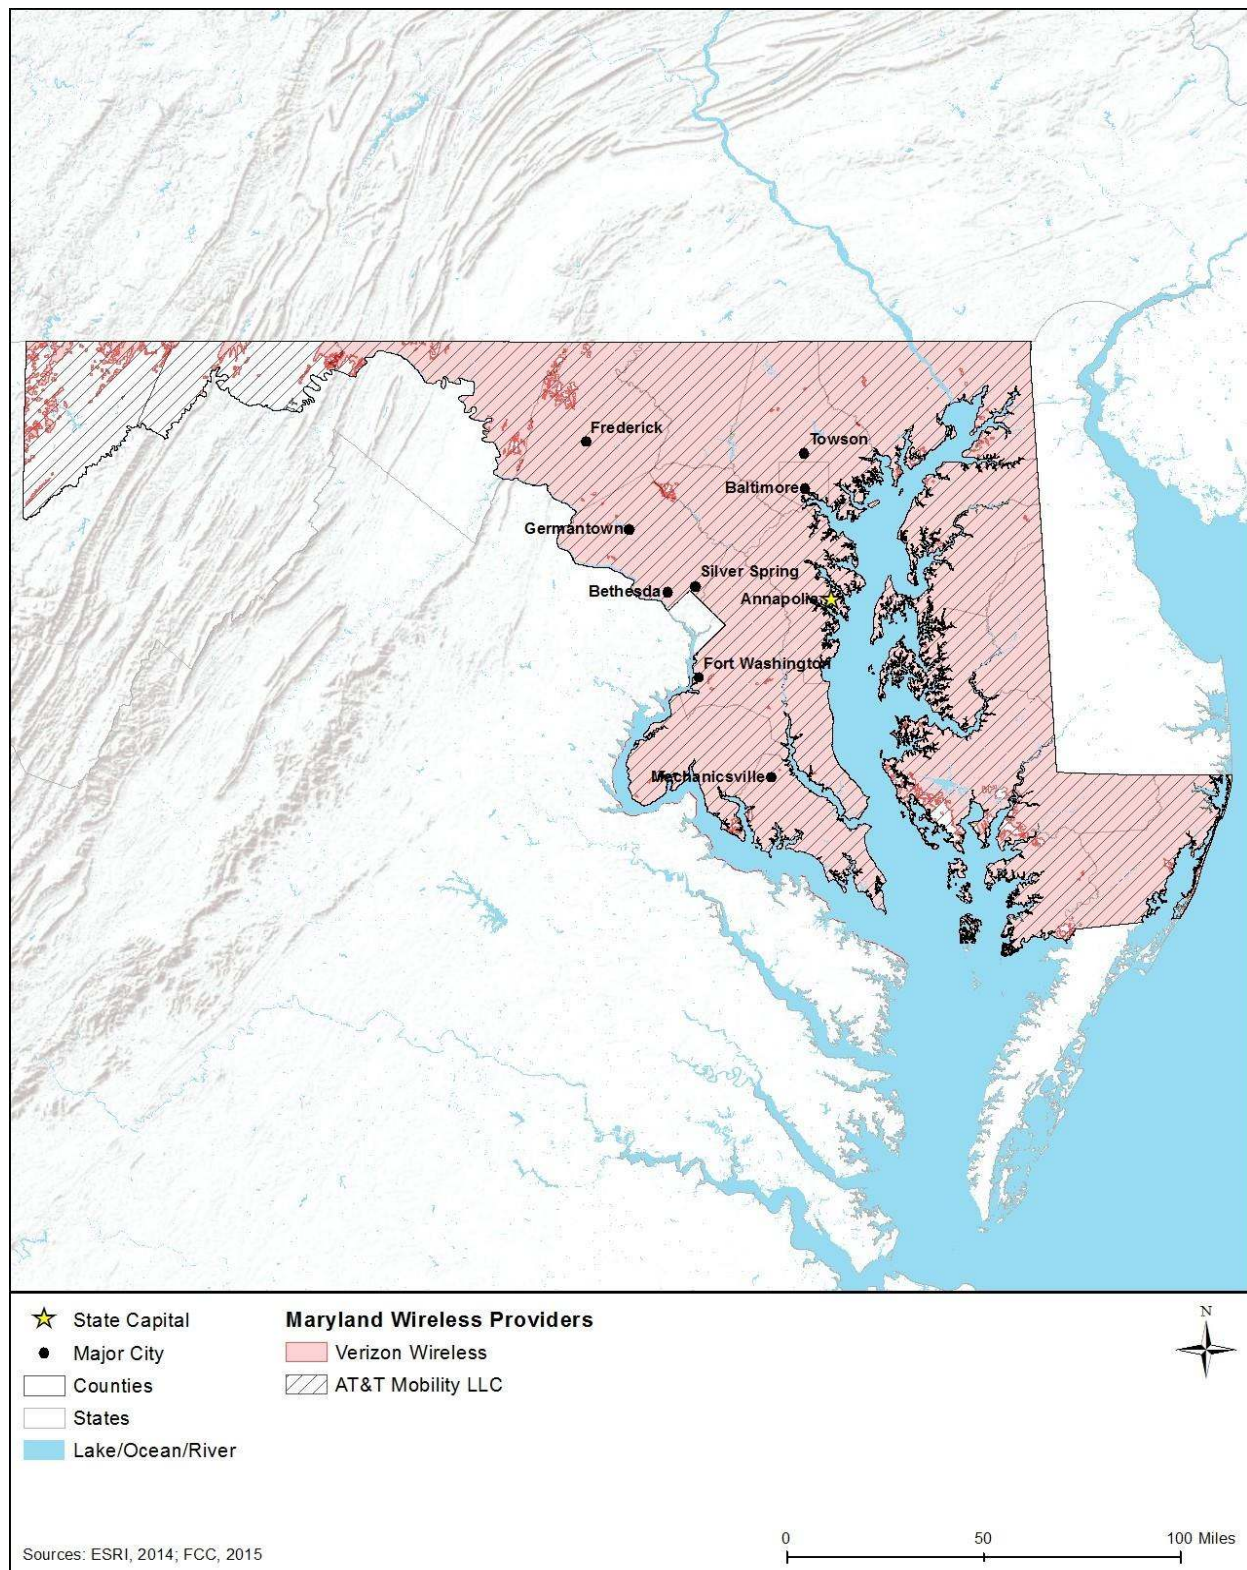 Frederick
Towson
Baltimore
Germantown
Silver Spring
Bethesda
Annapolis
Fort Washington
Mechanicsville
State Capital
Major City
Counties
States
Lake/Ocean/River
Maryland Wireless Providers
Verizon Wireless
AT&T Mobility LLC
N
Sources: ESRI, 2014; FCC, 2015
0 50 100 Miles